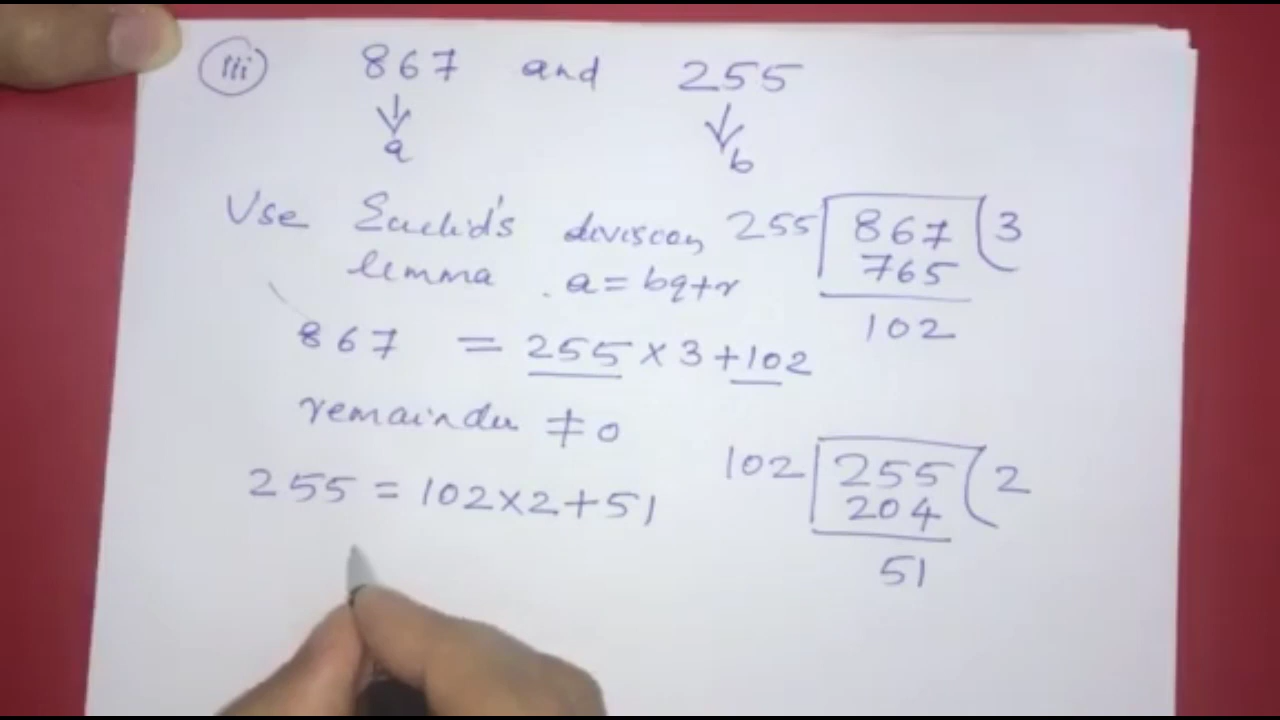 iii 867 and 255
↓ ↓
a b
Use Euclid's division
lemma . a = bq+r
255 867 3
765
102
867 = 255 × 3 + 102
remainder ≠ 0
255 = 102×2+51
102 255 2
204
51